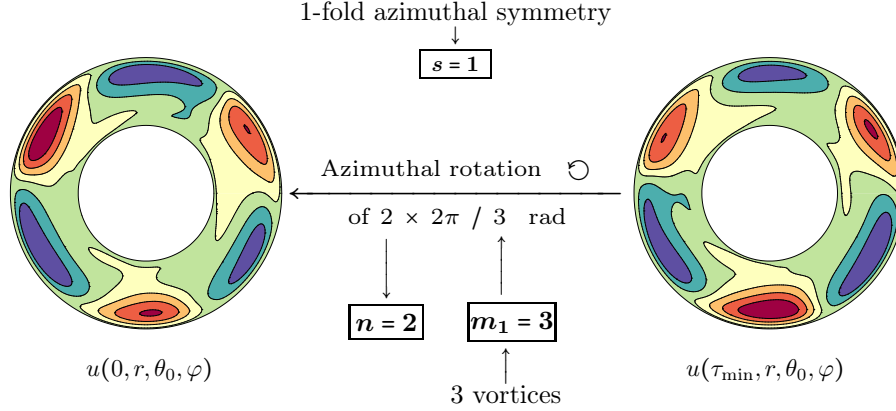 1-fold azimuthal symmetry
s = 1
Azimuthal rotation
of 2 × 2π / 3 rad
n = 2
m₁ = 3
u(0, r, θ₀, φ)
u(τ_min, r, θ₀, φ)
3 vortices